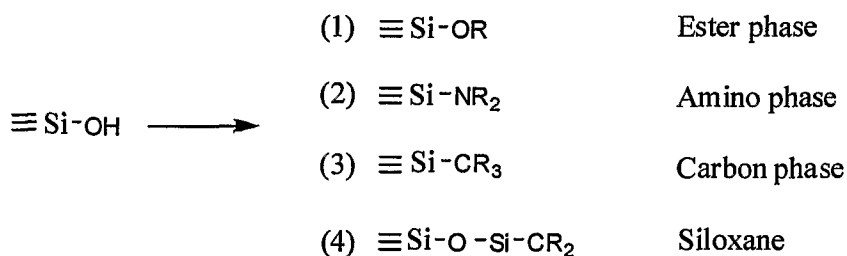 (1) ≡Si-OR Ester phase
(2) ≡Si-NR₂ Amino phase
≡Si-OH
(3) ≡Si-CR₃ Carbon phase
(4) ≡Si-O-Si-CR₂ Siloxane